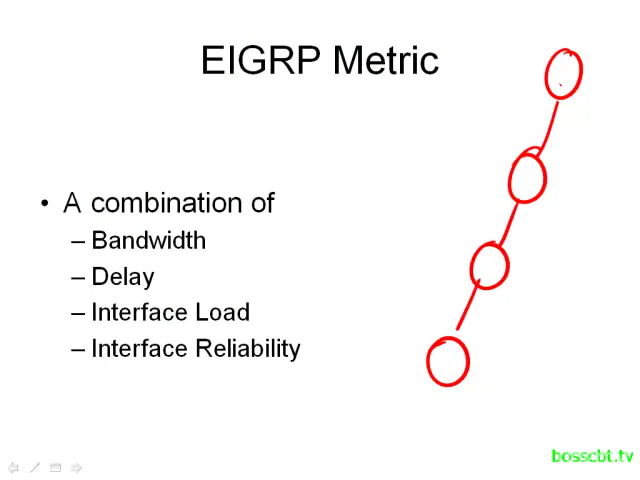 EIGRP Metric
• A combination of
– Bandwidth
– Delay
– Interface Load
– Interface Reliability
bosscbt.tv